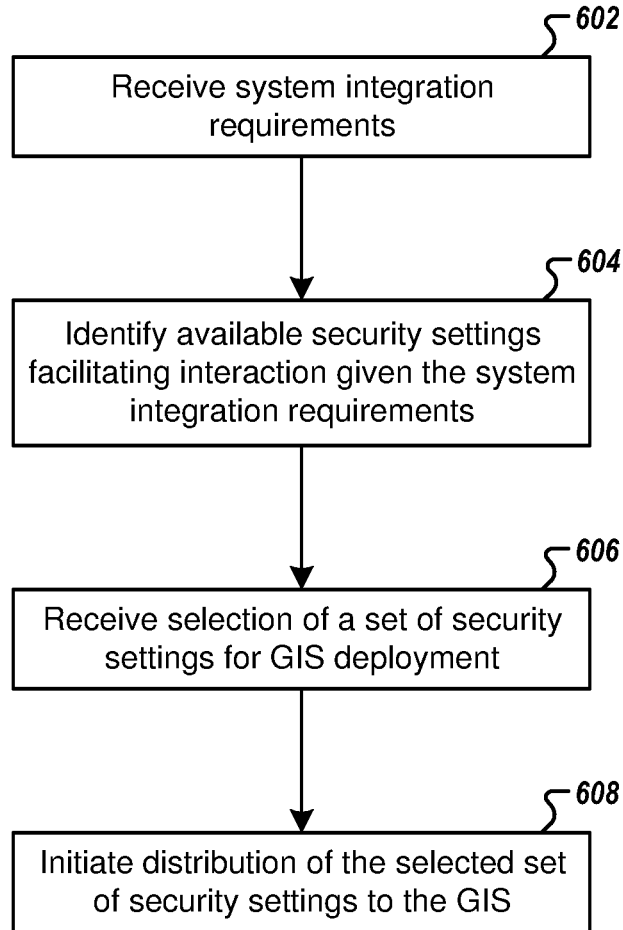 602
Receive system integration
requirements
604
Identify available security settings
facilitating interaction given the system
integration requirements
606
Receive selection of a set of security
settings for GIS deployment
608
Initiate distribution of the selected set
of security settings to the GIS